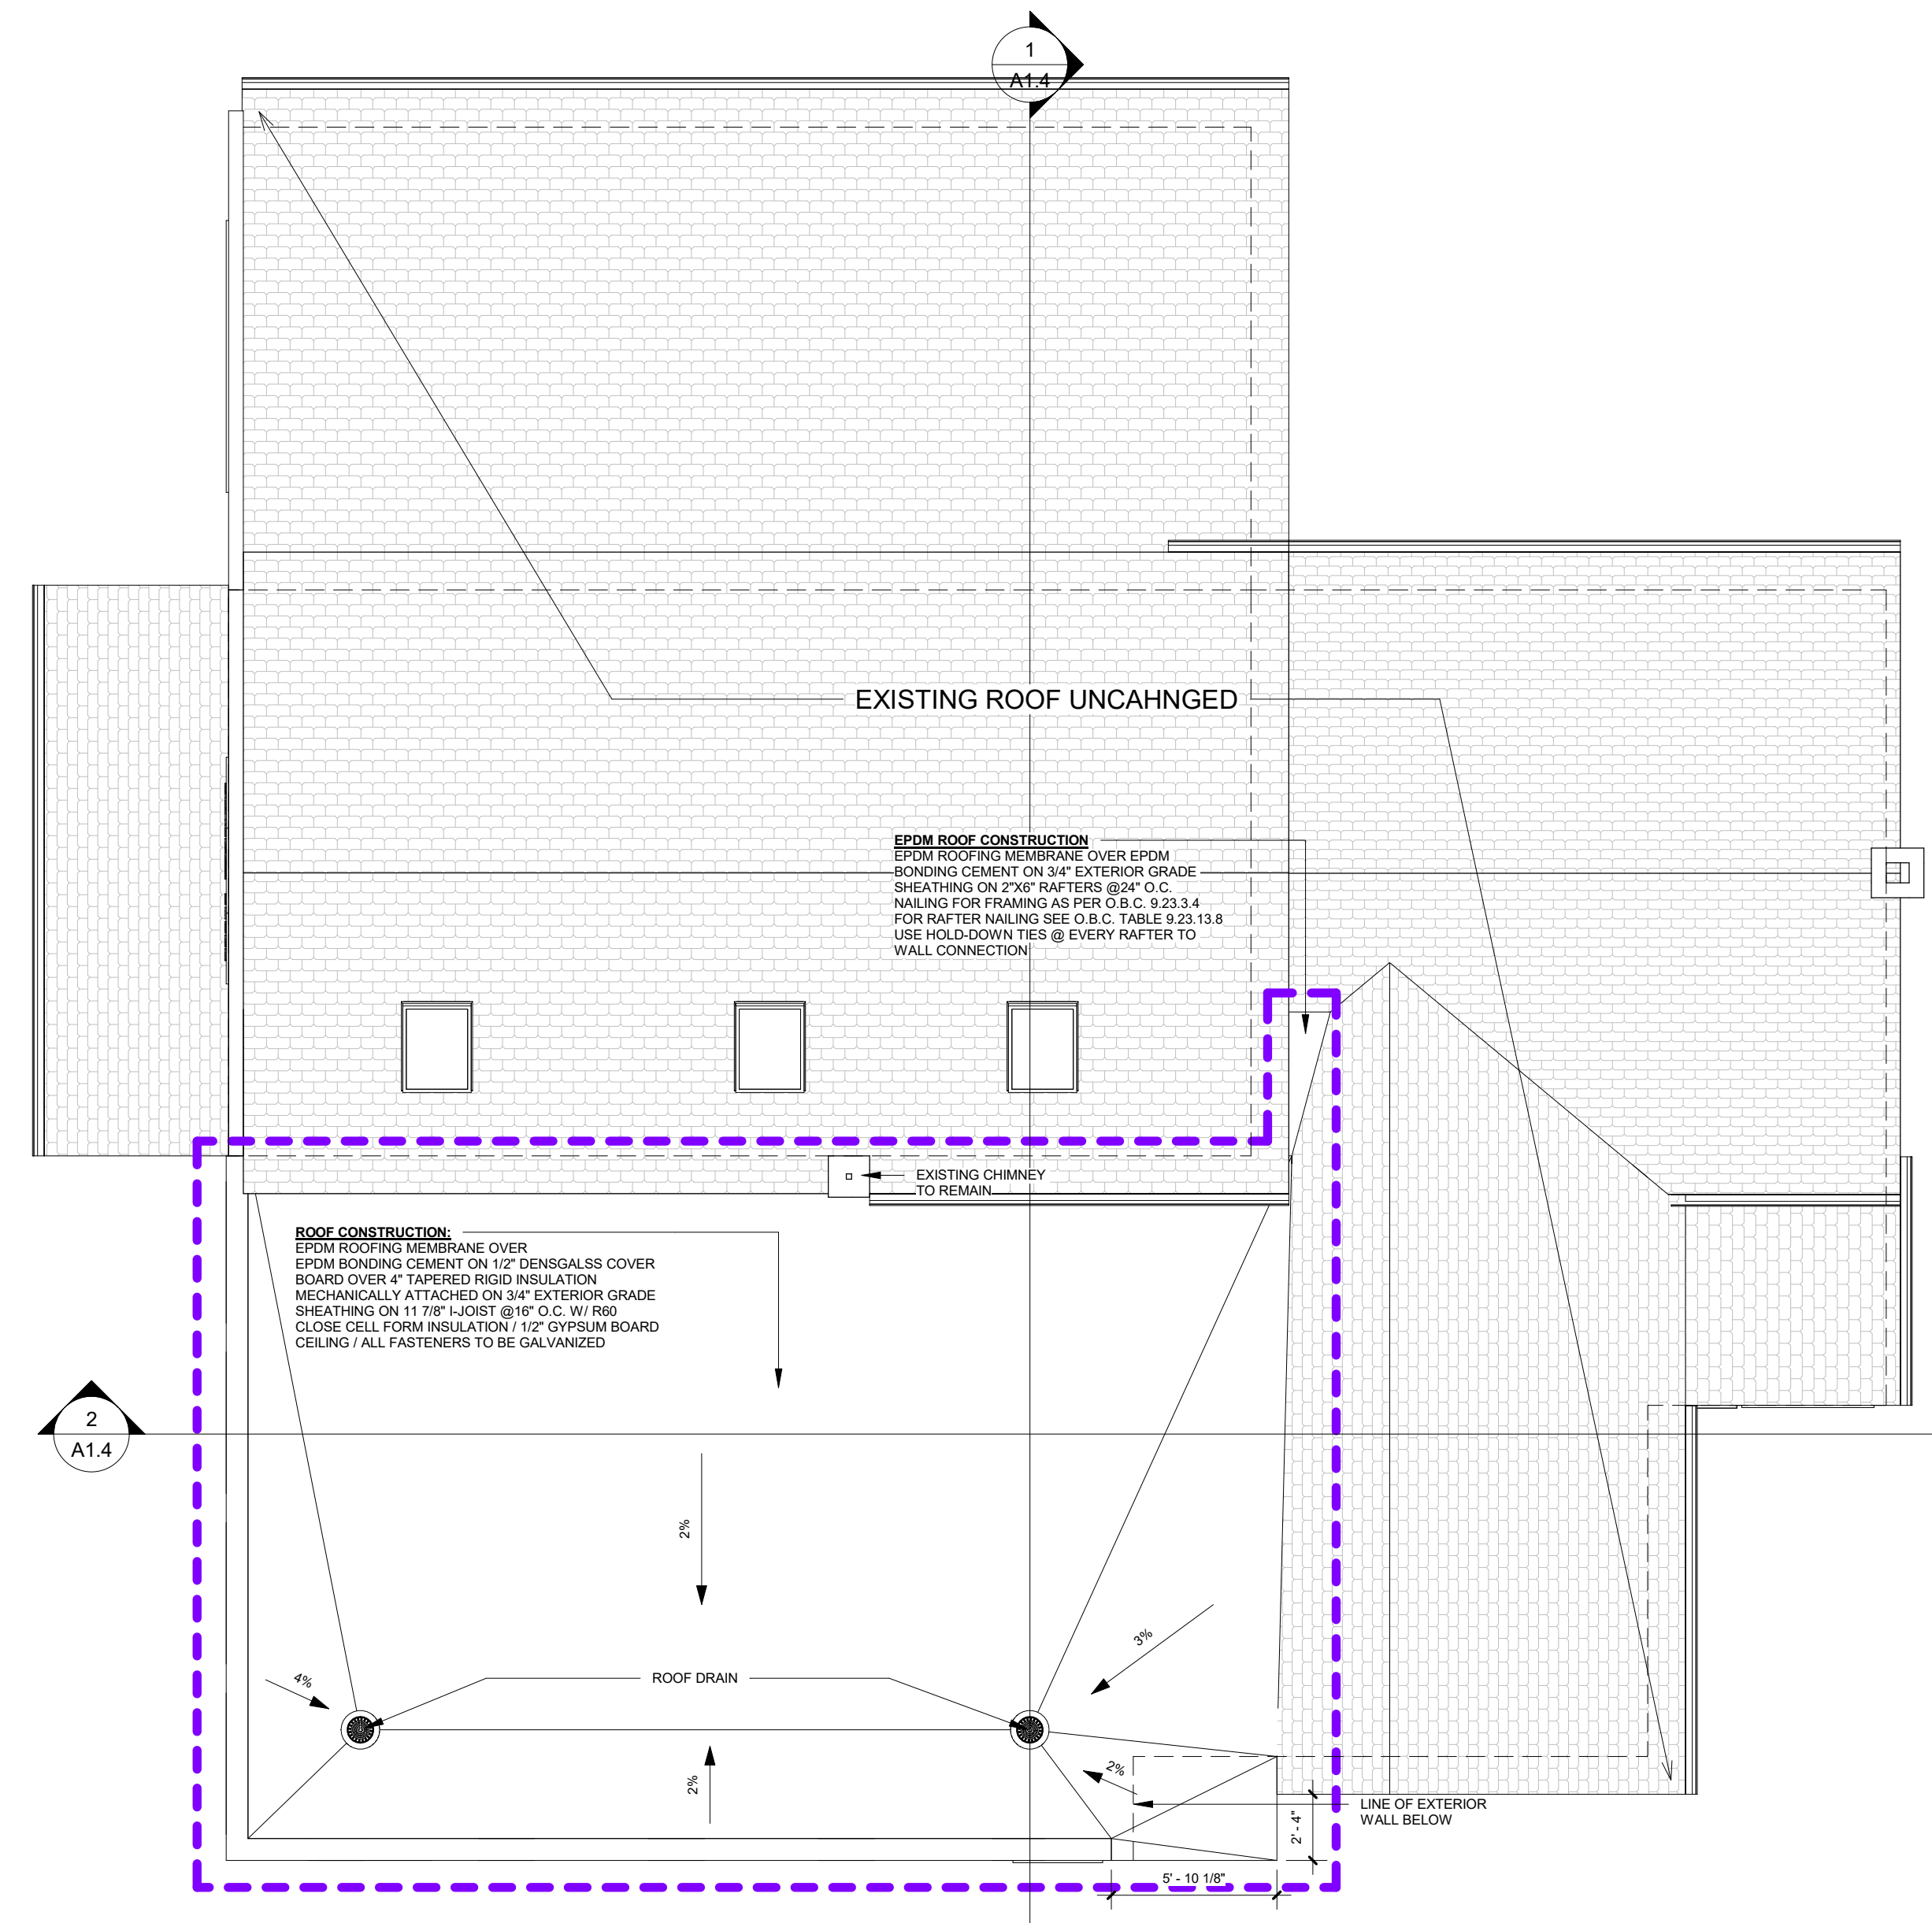 1
A1.4
EXISTING ROOF UNCAHNGED
EPDM ROOF CONSTRUCTION
EPDM ROOFING MEMBRANE OVER EPDM
BONDING CEMENT ON 3/4" EXTERIOR GRADE
SHEATHING ON 2"X6" RAFTERS @24" O.C.
NAILING FOR FRAMING AS PER O.B.C. 9.23.3.4
FOR RAFTER NAILING SEE O.B.C. TABLE 9.23.13.8
USE HOLD-DOWN TIES @ EVERY RAFTER TO
WALL CONNECTION
EXISTING CHIMNEY
TO REMAIN
ROOF CONSTRUCTION:
EPDM ROOFING MEMBRANE OVER
EPDM BONDING CEMENT ON 1/2" DENSGALSS COVER
BOARD OVER 4" TAPERED RIGID INSULATION
MECHANICALLY ATTACHED ON 3/4" EXTERIOR GRADE
SHEATHING ON 11 7/8" I-JOIST @16" O.C. W/ R60
CLOSE CELL FORM INSULATION / 1/2" GYPSUM BOARD
CEILING / ALL FASTENERS TO BE GALVANIZED
2
A1.4
2%
3%
4%
ROOF DRAIN
2%
2%
LINE OF EXTERIOR
WALL BELOW
2' - 4"
5' - 10 1/8"